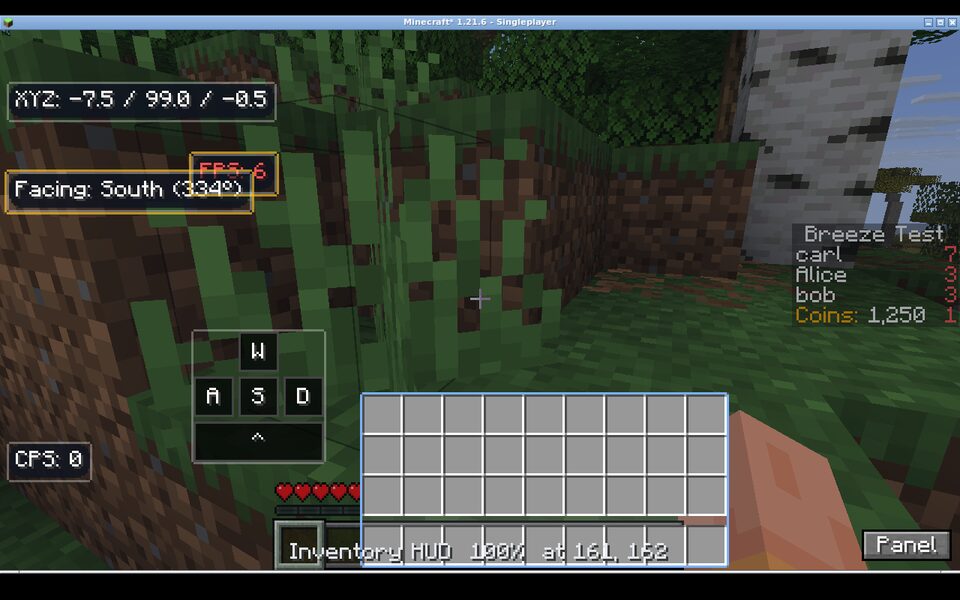 Minecraft* 1.21.6 - Singleplayer
XYZ: -7.5 / 99.0 / -0.5
FPS: 6
Facing: South (334º)
Breeze Test
carl 7
Alice 3
bob 3
Coins: 1,250 1
W
A S D
^
CPS: 0
Inventory HUD 100% at 161, 162
Panel